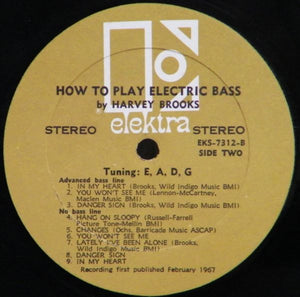 HOW TO PLAY ELECTRIC BASS
by HARVEY BROOKS
STEREO elektra STEREO
EKS-7312-B
SIDE TWO
Tuning: E, A, D, G
Advanced bass line
1. IN MY HEART (Brooks, Wild Indigo Music BMI)
2. YOU WON'T SEE ME (Lennon-McCartney,
Maclen Music BMI)
3. DANGER SIGN (Brooks, Wild Indigo Music BMI)
No bass line
4. HANG ON SLOOPY (Russell-Farrell
Picture Tone-Mellin BMI)
5. CHANGES (Ochs, Barricade Music ASCAP)
6. YOU WON'T SEE ME
7. LATELY I'VE BEEN ALONE (Brooks,
Wild Indigo Music BMI)
8. DANGER SIGN
9. IN MY HEART
Recording first published February 1967